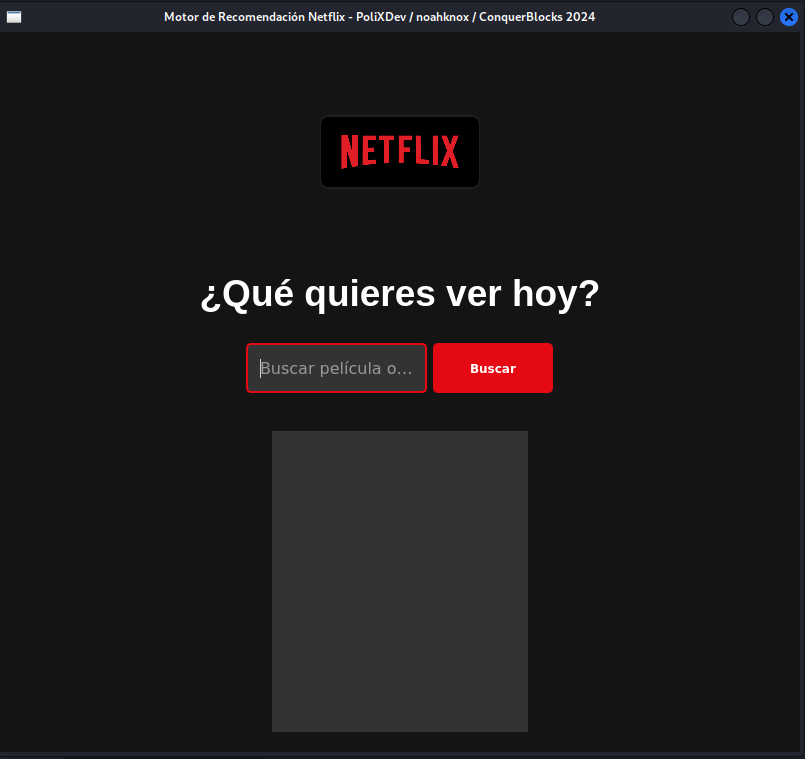 Motor de Recomendación Netflix - PoliXDev / noahknox / ConquerBlocks 2024
NETFLIX
¿Qué quieres ver hoy?
Buscar película o...
Buscar